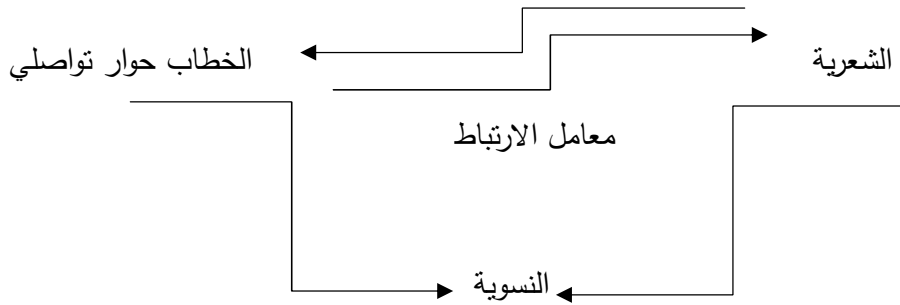 الشعرية
الخطاب حوار تواصلي
معامل الارتباط
النسوية